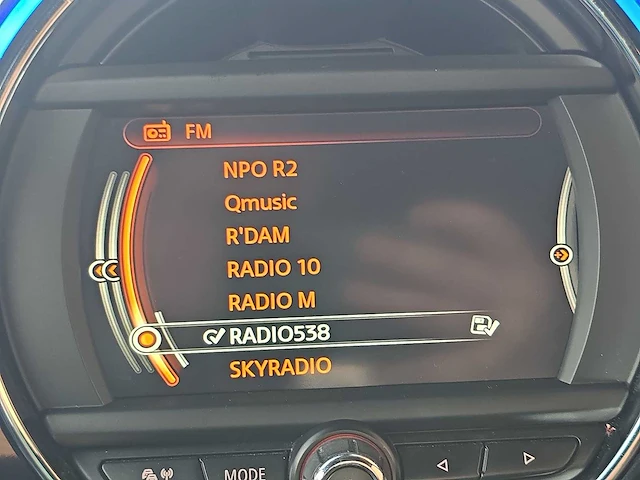 FM
NPO R2
Qmusic
R'DAM
RADIO 10
RADIO M
RADIO538
SKYRADIO
MODE